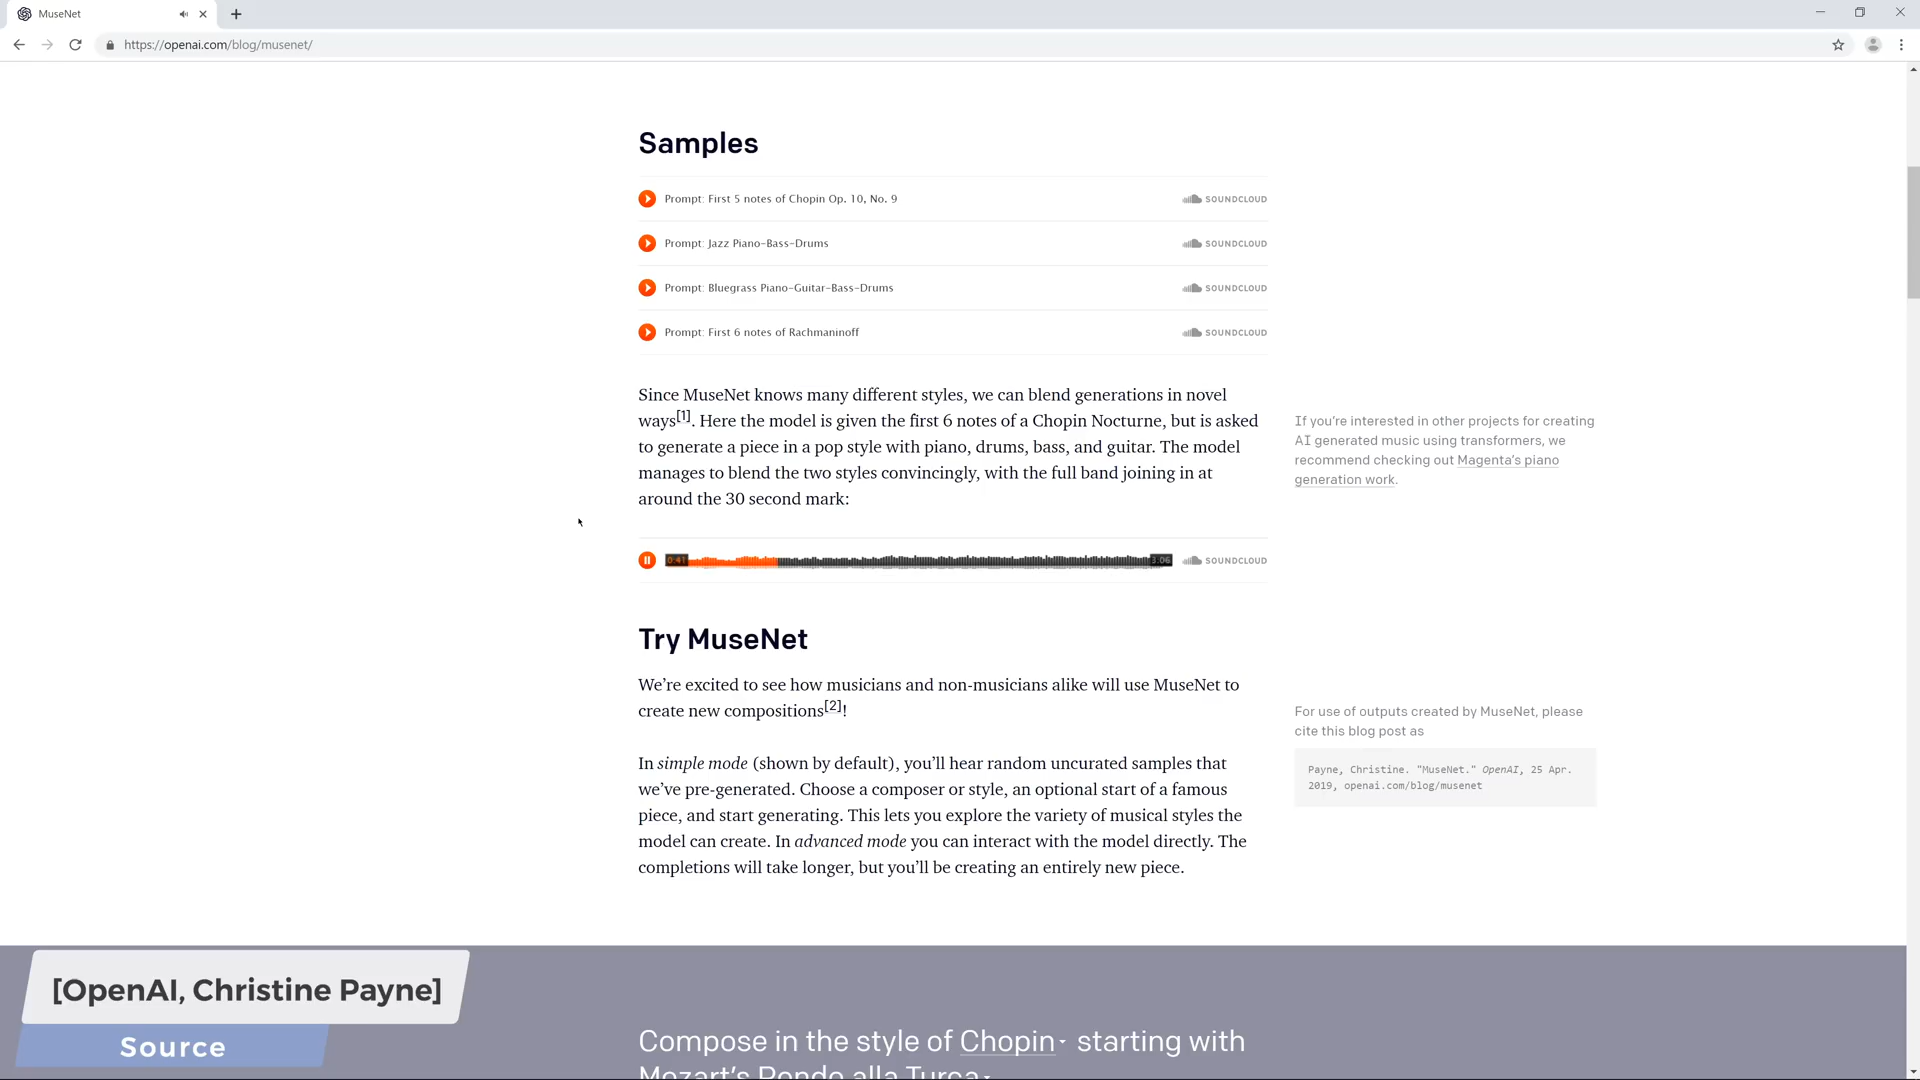 MuseNet
https://openai.com/blog/musenet/
Samples
Prompt: First 5 notes of Chopin Op. 10, No. 9
SOUNDCLOUD
Prompt: Jazz Piano-Bass-Drums
SOUNDCLOUD
Prompt: Bluegrass Piano-Guitar-Bass-Drums
SOUNDCLOUD
Prompt: First 6 notes of Rachmaninoff
SOUNDCLOUD
Since MuseNet knows many different styles, we can blend generations in novel
ways[1]. Here the model is given the first 6 notes of a Chopin Nocturne, but is asked
to generate a piece in a pop style with piano, drums, bass, and guitar. The model
manages to blend the two styles convincingly, with the full band joining in at
around the 30 second mark:
If you’re interested in other projects for creating
AI generated music using transformers, we
recommend checking out Magenta’s piano
generation work.
0:41
3:06
SOUNDCLOUD
Try MuseNet
We’re excited to see how musicians and non-musicians alike will use MuseNet to
create new compositions[2]!
In simple mode (shown by default), you’ll hear random uncurated samples that
we’ve pre-generated. Choose a composer or style, an optional start of a famous
piece, and start generating. This lets you explore the variety of musical styles the
model can create. In advanced mode you can interact with the model directly. The
completions will take longer, but you’ll be creating an entirely new piece.
For use of outputs created by MuseNet, please
cite this blog post as
Payne, Christine. "MuseNet." OpenAI, 25 Apr.
2019, openai.com/blog/musenet
[OpenAI, Christine Payne]
Source
Compose in the style of Chopin starting with
Mozart’s Rondo alla Turca